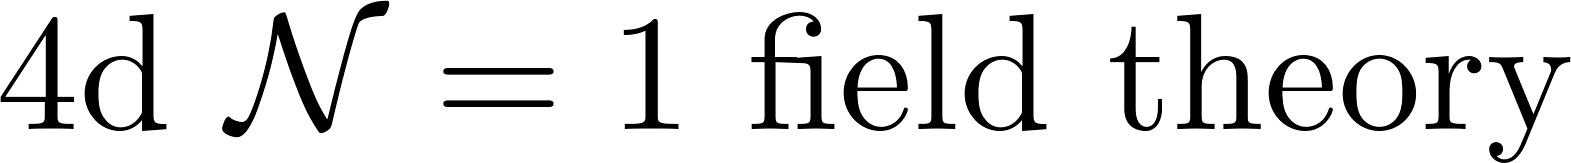 4d 𝒩 = 1 field theory